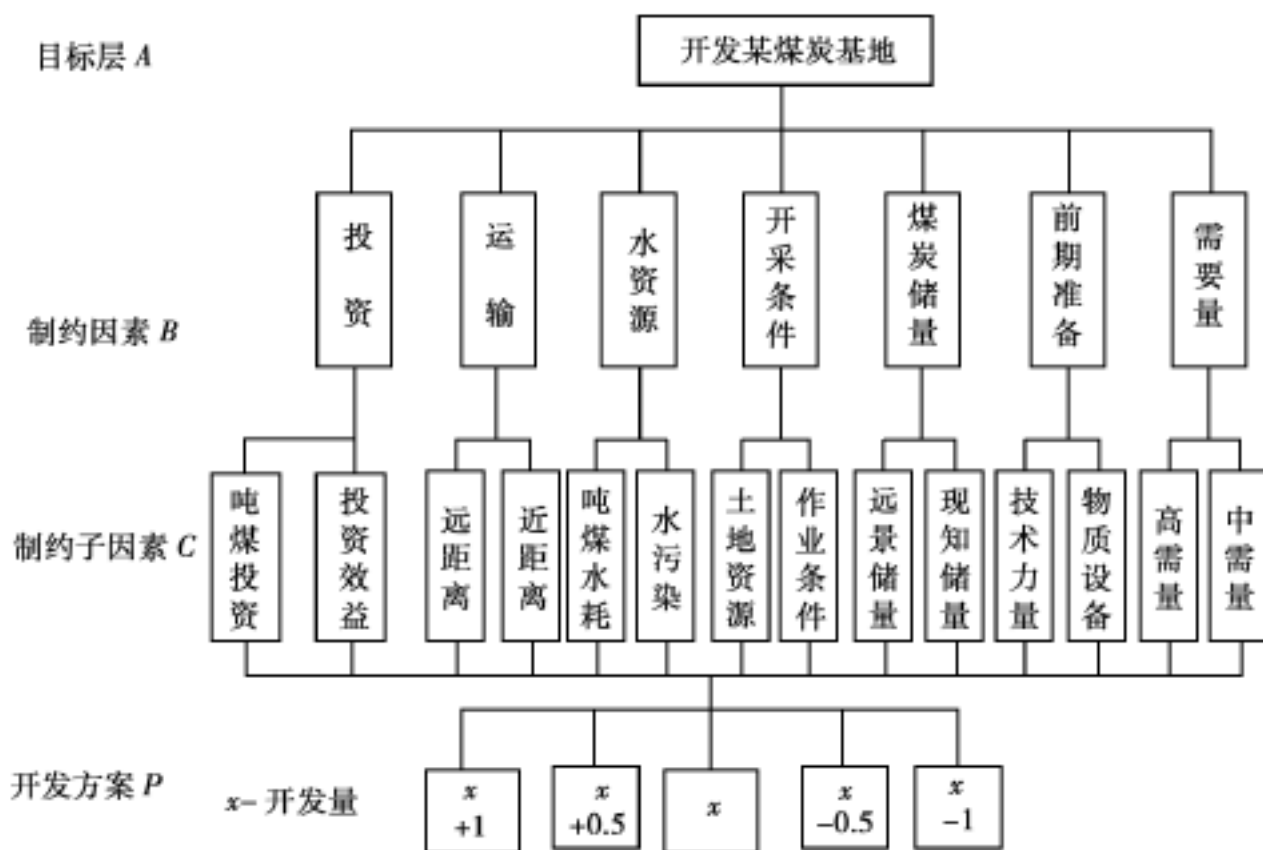 目标层 A
开发某煤炭基地
制约因素 B
投资
运输
水资源
开采条件
煤炭储量
前期准备
需要量
制约子因素 C
吨煤投资
投资效益
远距离
近距离
吨煤水耗
水污染
土地资源
作业条件
远景储量
现知储量
技术力量
物质设备
高需量
中需量
开发方案 P
x- 开发量
x
+1
x
+0.5
x
x
-0.5
x
-1